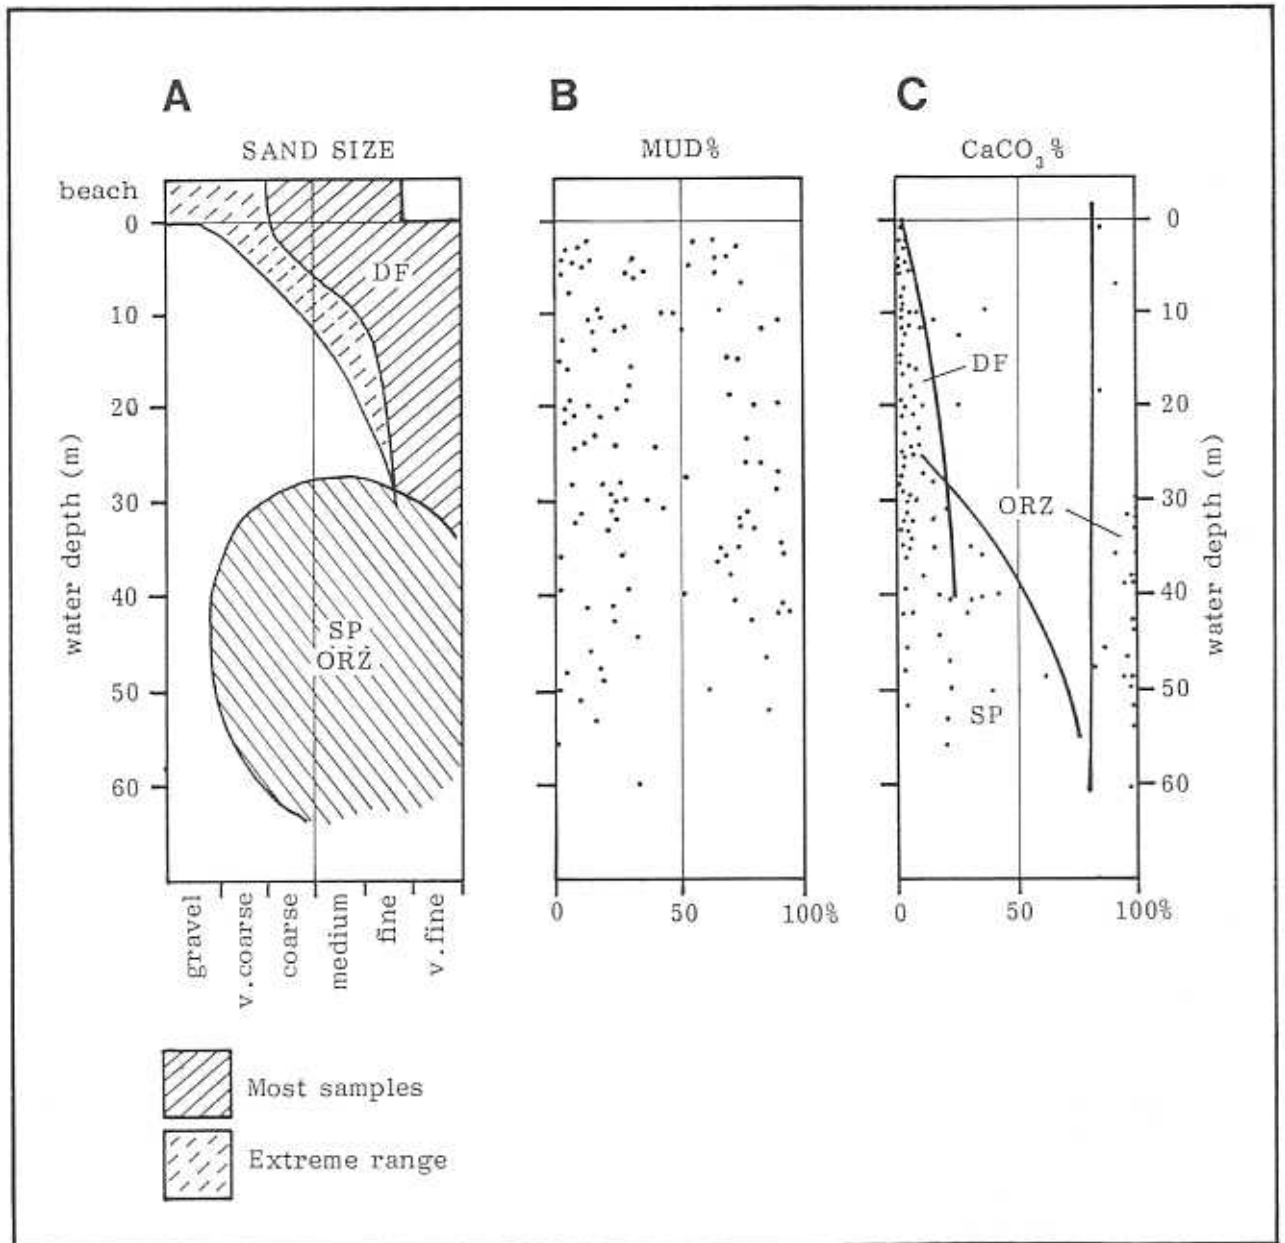 A
B
C
SAND SIZE
MUD%
CaCO3%
beach
0
10
20
30
40
50
60
water depth (m)
DF
SP
ORZ
gravel
v.coarse
coarse
medium
fine
v.fine
0
50
100%
DF
ORZ
SP
0
50
100%
0
10
20
30
40
50
60
water depth (m)
Most samples
Extreme range